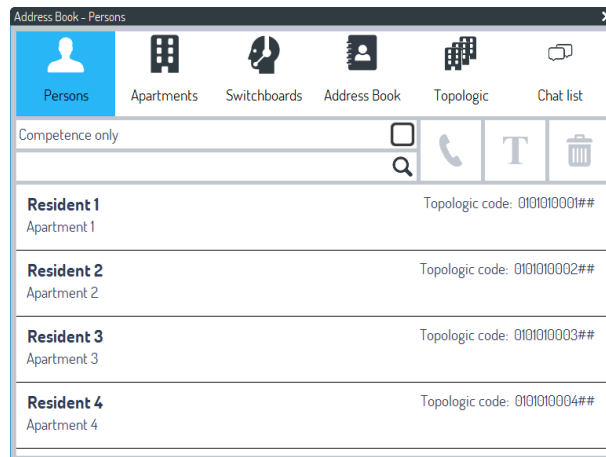 Address Book - Persons
Persons
Apartments
Switchboards
Address Book
Topologic
Chat list
Competence only
T
Resident 1
Topologic code: 0101010001##
Apartment 1
Resident 2
Topologic code: 0101010002##
Apartment 2
Resident 3
Topologic code: 0101010003##
Apartment 3
Resident 4
Topologic code: 0101010004##
Apartment 4